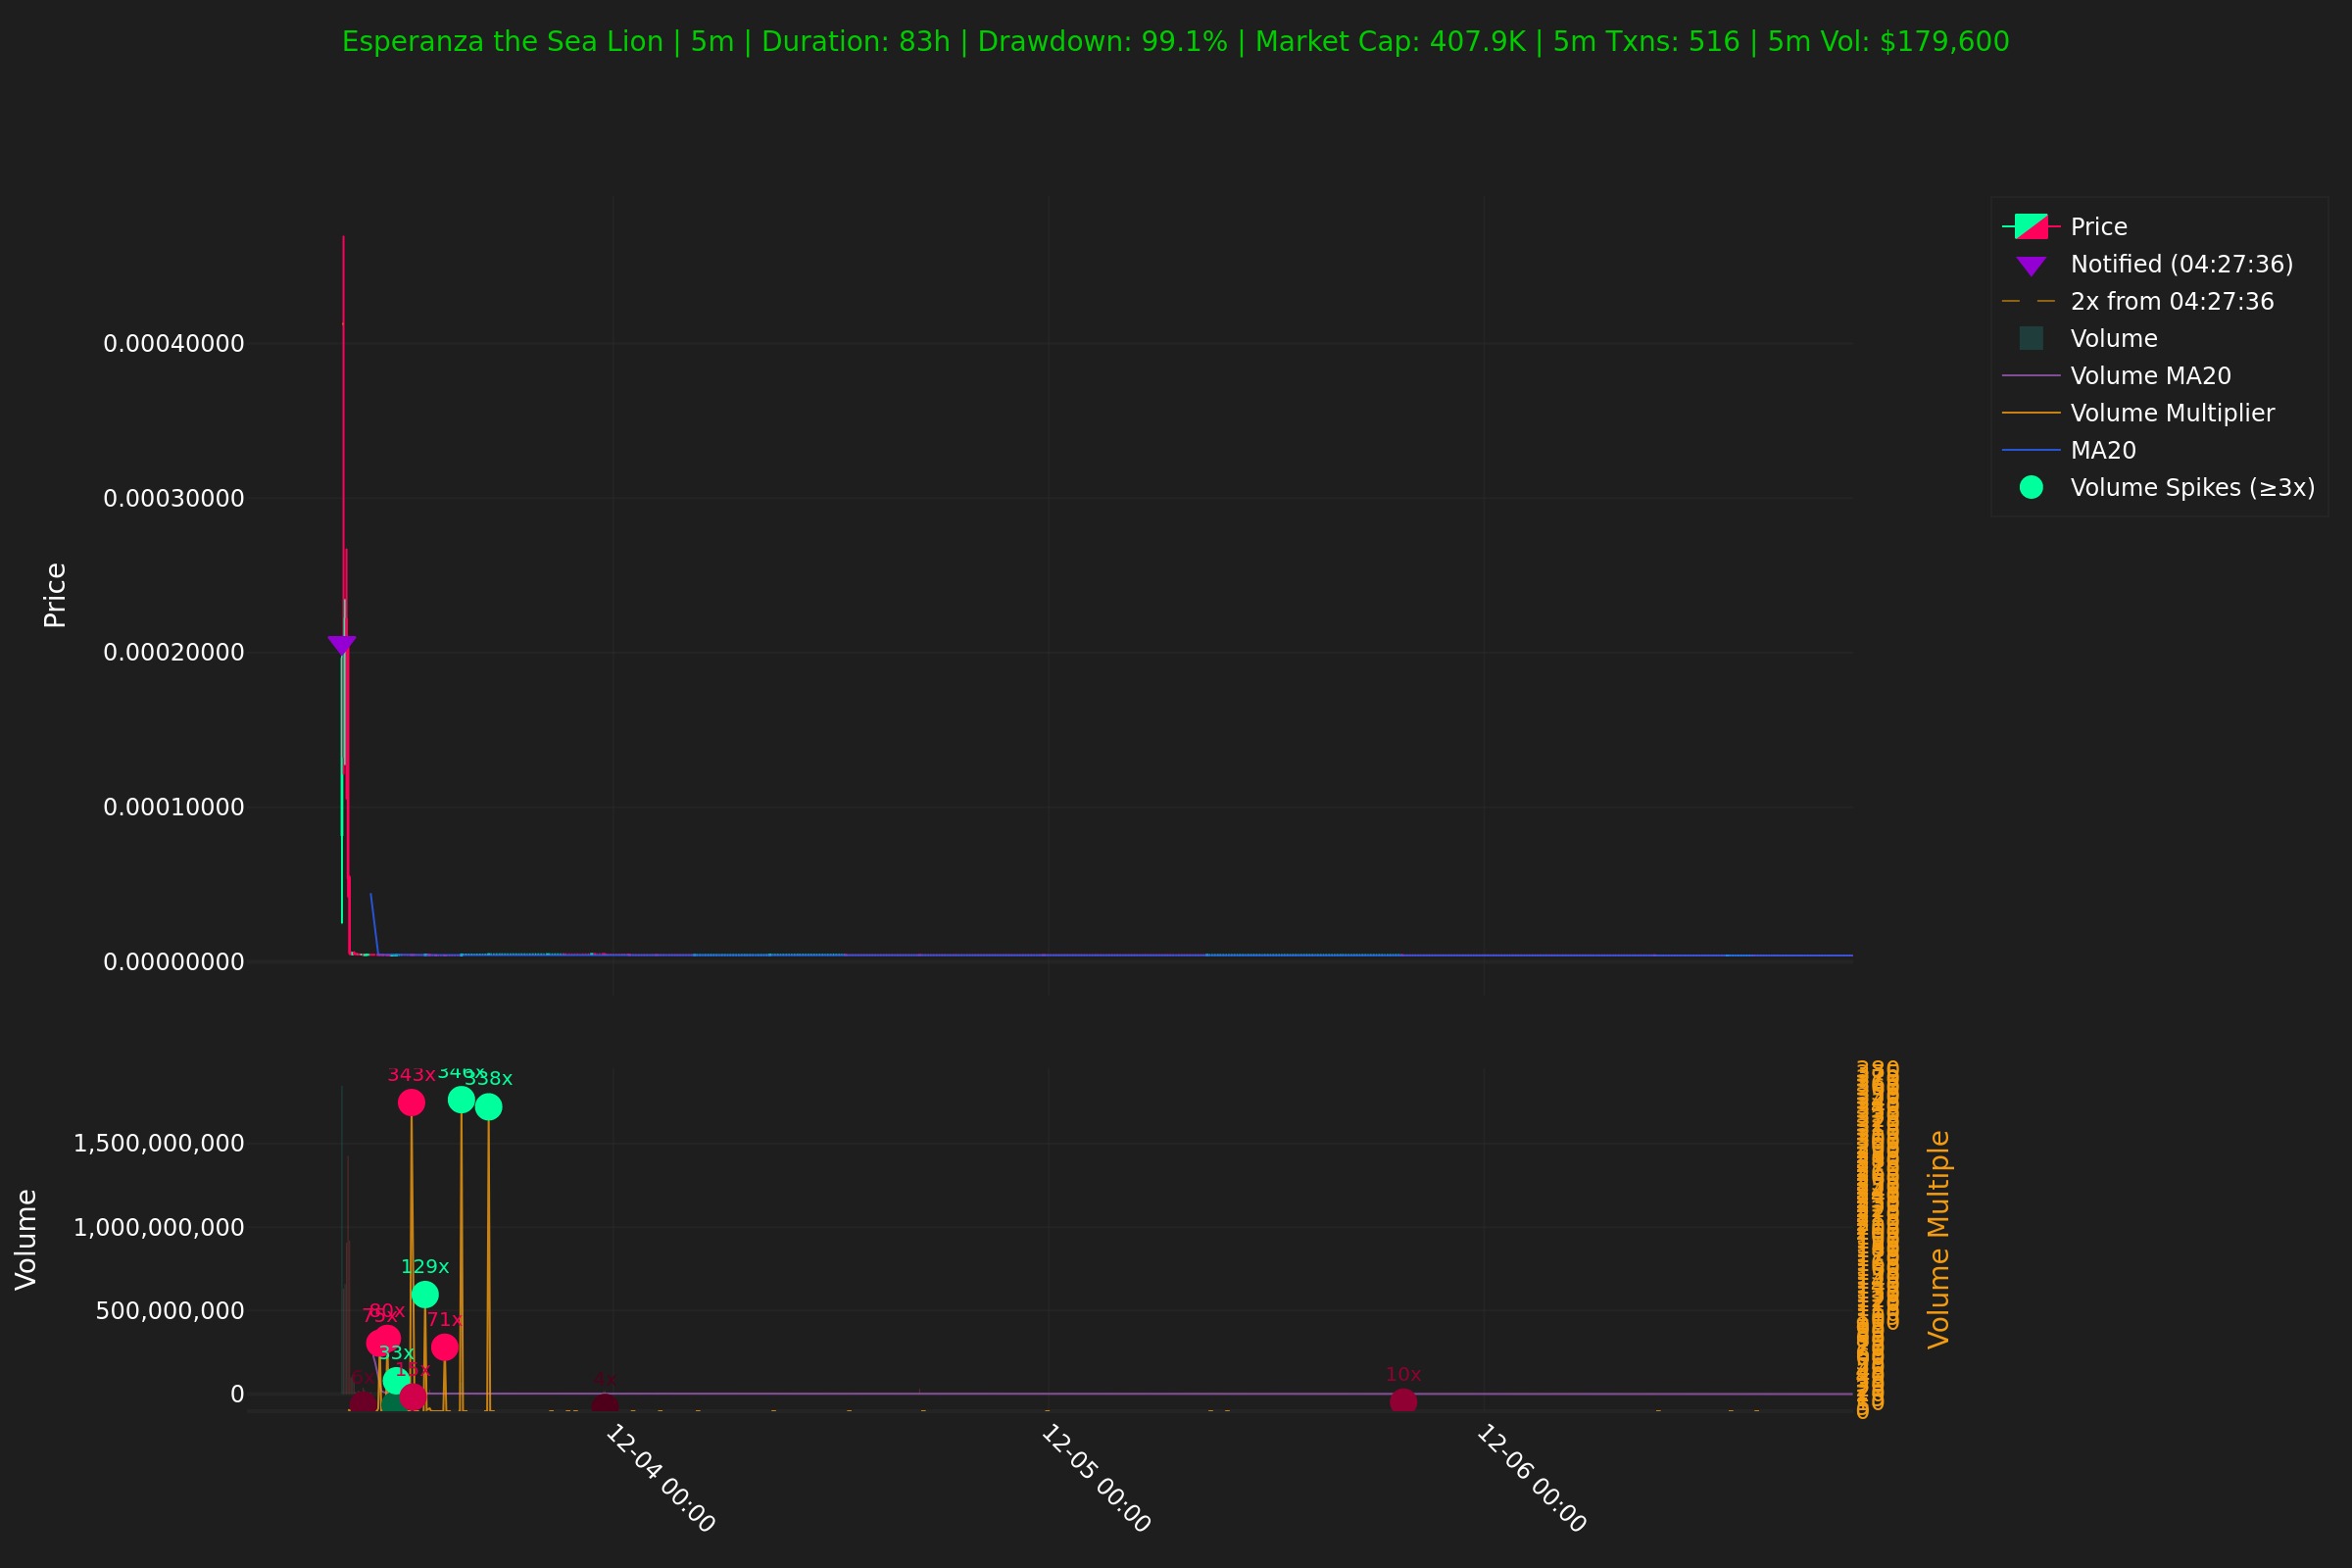 Esperanza the Sea Lion | 5m | Duration: 83h | Drawdown: 99.1% | Market Cap: 407.9K | 5m Txns: 516 | 5m Vol: $179,600
Price
0.00040000
0.00030000
0.00020000
0.00010000
0.00000000
Price
Notified (04:27:36)
2x from 04:27:36
Volume
Volume MA20
Volume Multiplier
MA20
Volume Spikes (≥3x)
Volume
1,500,000,000
1,000,000,000
500,000,000
0
343x
346x
338x
129x
80x
71x
33x
15x
6x
4x
10x
Volume Multiple
12-04 00:00
12-05 00:00
12-06 00:00